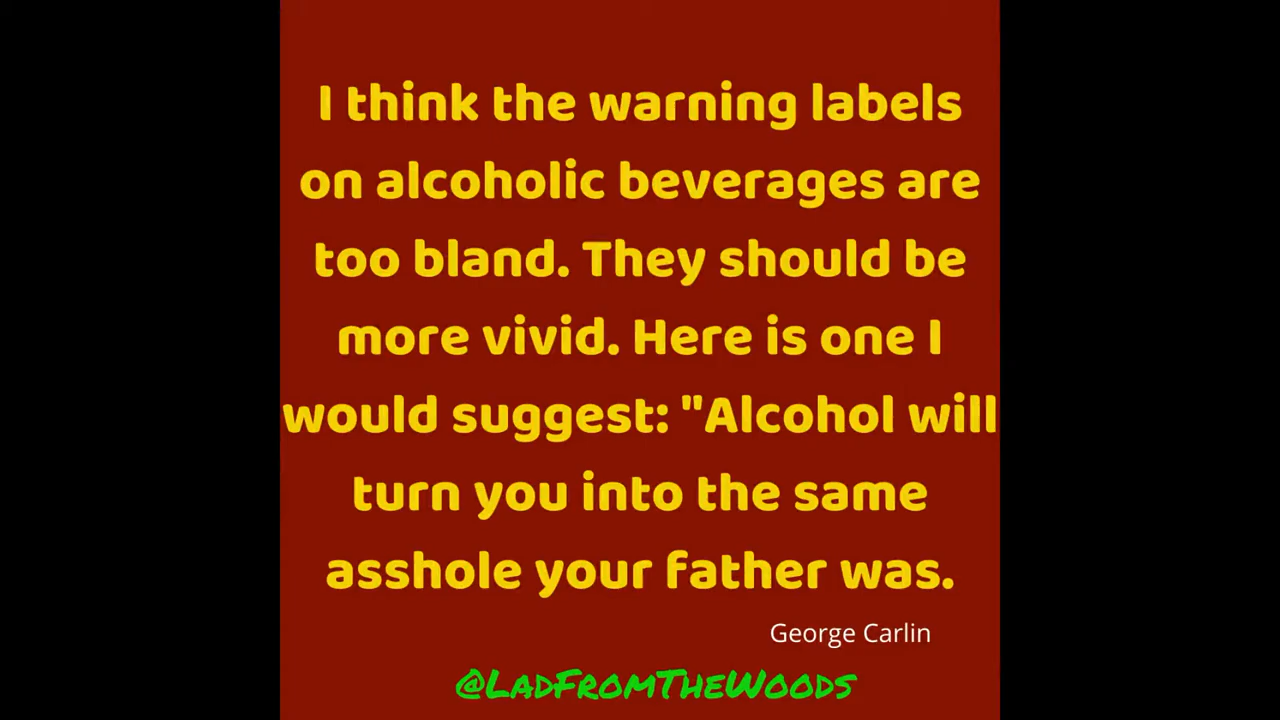 I think the warning labels
on alcoholic beverages are
too bland. They should be
more vivid. Here is one I
would suggest: "Alcohol will
turn you into the same
asshole your father was.
George Carlin
@LadFromTheWoods